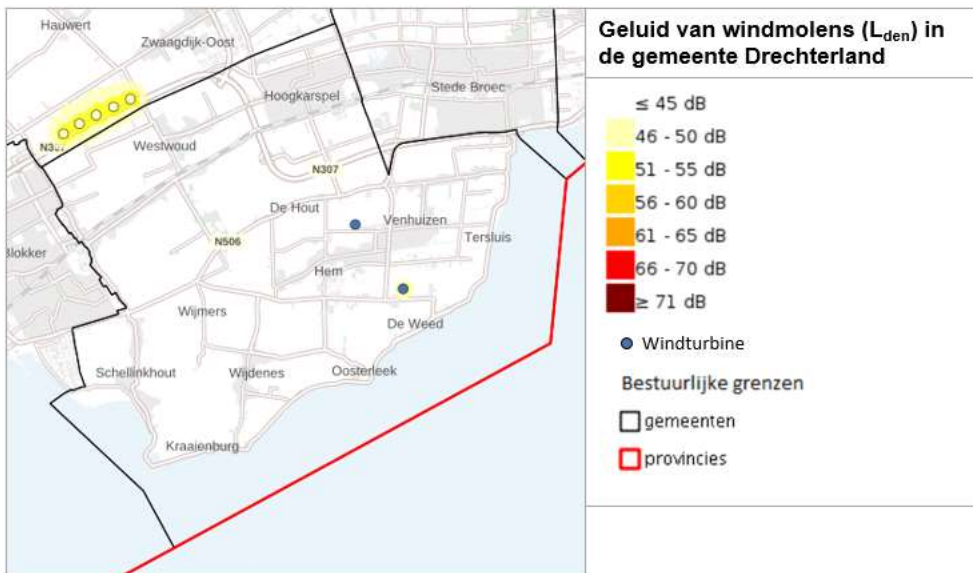 Hauwert
Zwaagdijk-Oost
Hoogkarspel
Stede Broec
Westwoud
N307
De Hout
Venhuizen
Tersluis
N506
Blokker
Hem
Wijmers
De Weed
Schellinkhout
Wijdenes
Oosterleek
Kraaienburg
Geluid van windmolens (Lden) in
de gemeente Drechterland
≤ 45 dB
46 - 50 dB
51 - 55 dB
56 - 60 dB
61 - 65 dB
66 - 70 dB
≥ 71 dB
Windturbine
Bestuurlijke grenzen
gemeenten
provincies